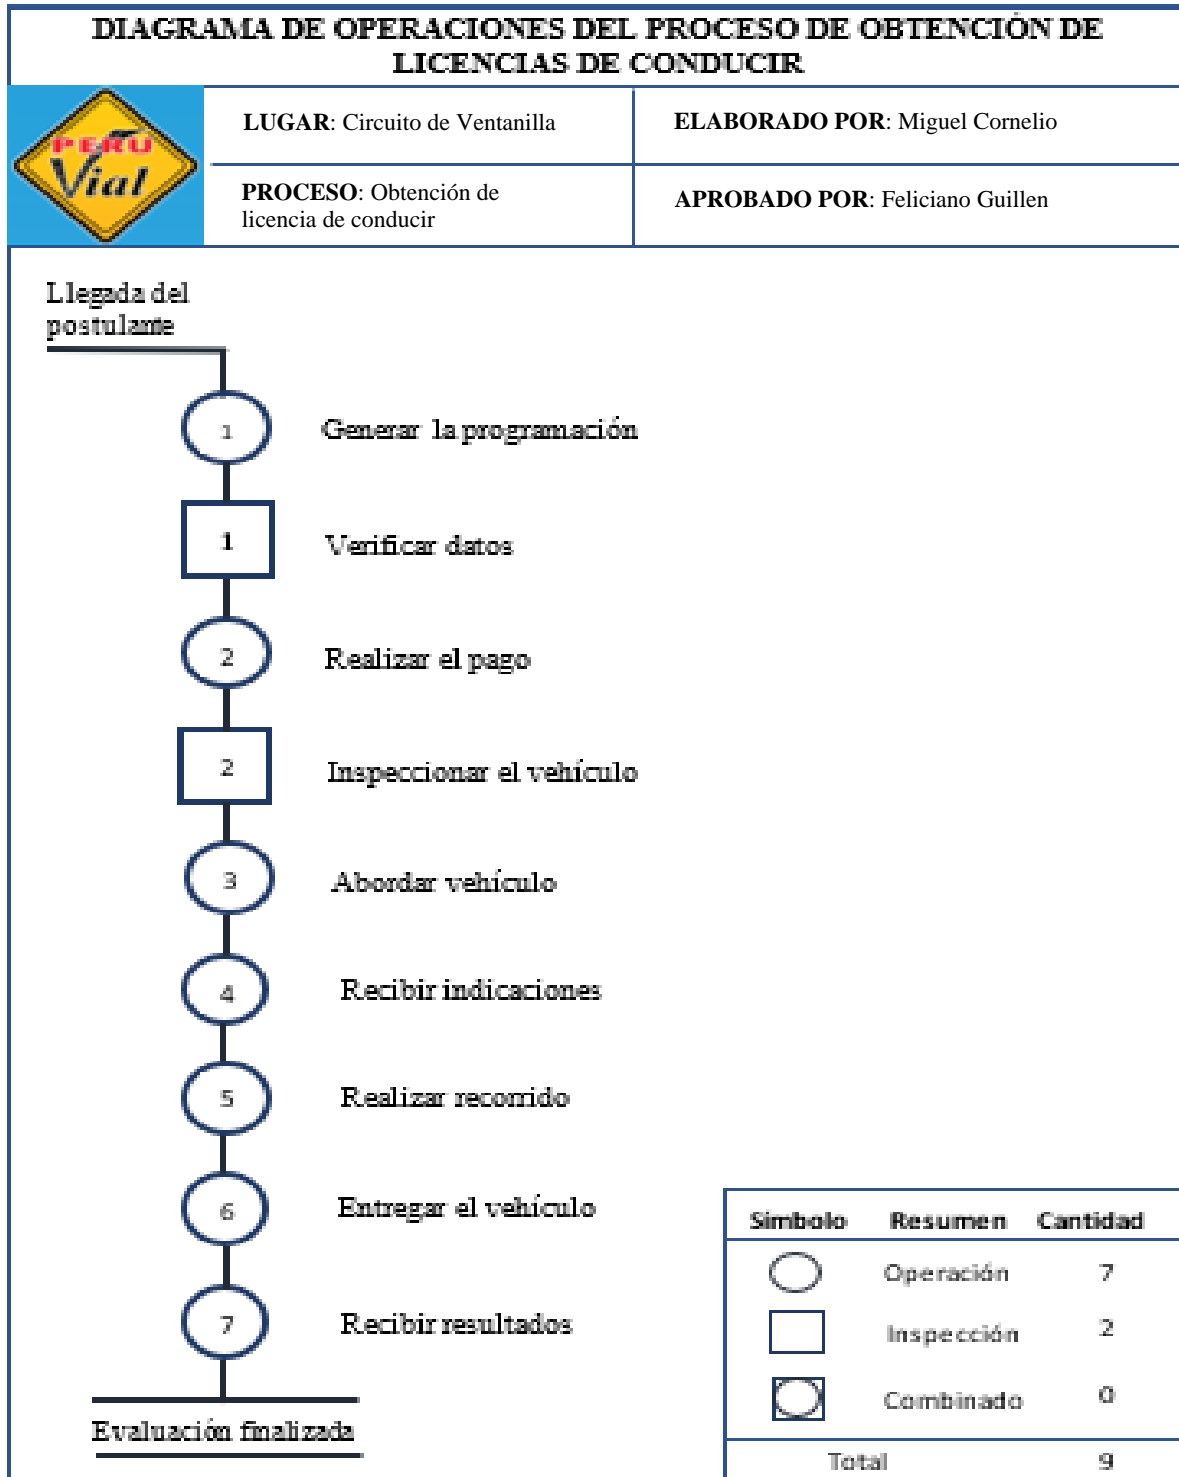 DIAGRAMA DE OPERACIONES DEL PROCESO DE OBTENCIÓN DE
LICENCIAS DE CONDUCIR
PERÚ
Vial
LUGAR: Circuito de Ventanilla
ELABORADO POR: Miguel Cornelio
PROCESO: Obtención de
licencia de conducir
APROBADO POR: Feliciano Guillen
Llegada del
postulante
1 Generar la programación
1 Verificar datos
2 Realizar el pago
2 Inspeccionar el vehículo
3 Abordar vehículo
4 Recibir indicaciones
5 Realizar recorrido
6 Entregar el vehículo
7 Recibir resultados
Evaluación finalizada
Símbolo Resumen Cantidad
Operación 7
Inspección 2
Combinado 0
Total 9